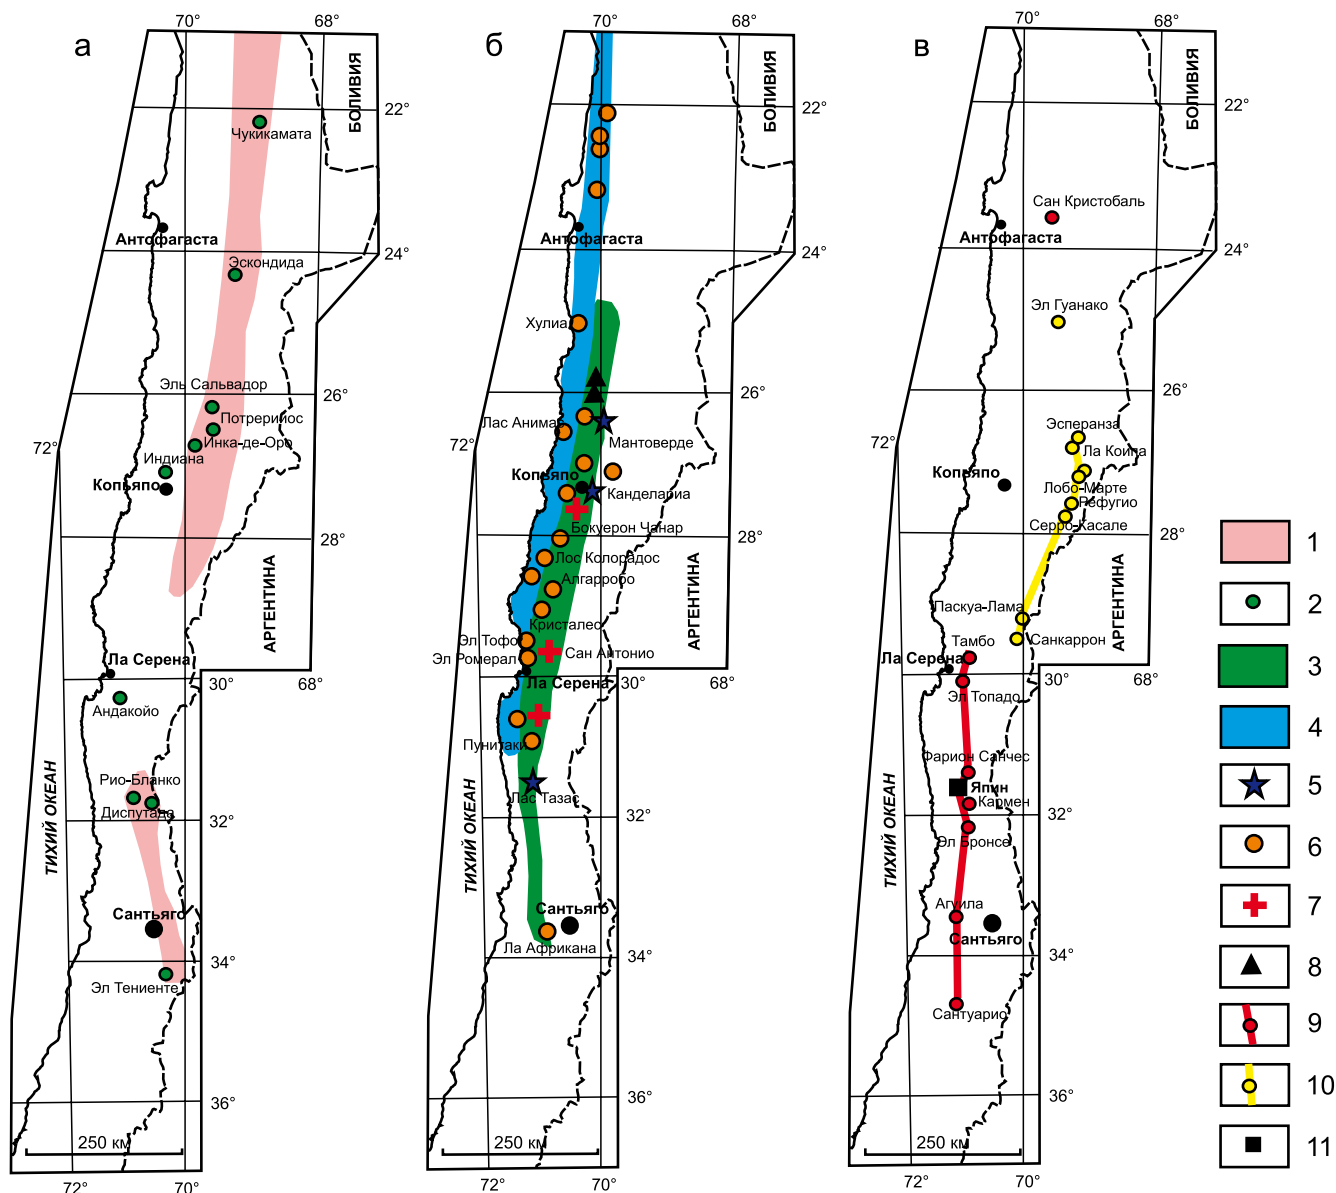 а
70°
68°
БОЛИВИЯ
22°
Чукикамата
Антофагаста
24°
Эскондида
Эль Сальвадор
26°
Потрерийос
Инка-де-Оро
72°
Индиана
Копьяпо
28°
АРГЕНТИНА
Ла Серена
30°
68°
Андакойо
ТИХИЙ ОКЕАН
Рио-Бланко
Диспутада
32°
Сантьяго
34°
Эл Тениенте
36°
250 км
72°
70°
б
70°
68°
БОЛИВИЯ
22°
Антофагаста
24°
Хулиа
26°
Лас Анимас
Мантоверде
72°
Копьяпо
Канделариа
Бокуерон Чанар
28°
Лос Колорадос
Алгарробо
АРГЕНТИНА
Кристалес
Эл Тофо
Сан Антонио
Эл Ромерал
Ла Серена
30°
68°
Пунитаки
ТИХИЙ ОКЕАН
Лас Тазас
32°
Сантьяго
Ла Африкана
34°
36°
250 км
72°
70°
в
70°
68°
БОЛИВИЯ
22°
Сан Кристобаль
Антофагаста
24°
Эл Гуанако
26°
Эсперанза
72°
Ла Коипа
Копьяпо
Лобо-Марте
Рефугио
Серро-Касале
28°
АРГЕНТИНА
Паскуа-Лама
Санкаррон
Тамбо
Ла Серена
30°
68°
Эл Топадо
Фарион Санчес
ТИХИЙ ОКЕАН
Япин
Кармен
32°
Эл Бронсе
Агуила
Сантьяго
34°
Сантуарио
36°
250 км
72°
70°
1
2
3
4
5
6
7
8
9
10
11